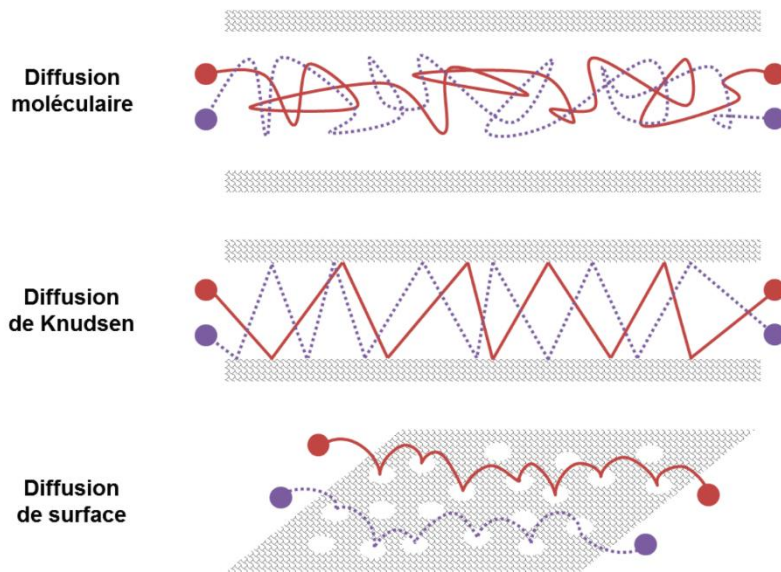 Diffusion
moléculaire
Diffusion
de Knudsen
Diffusion
de surface